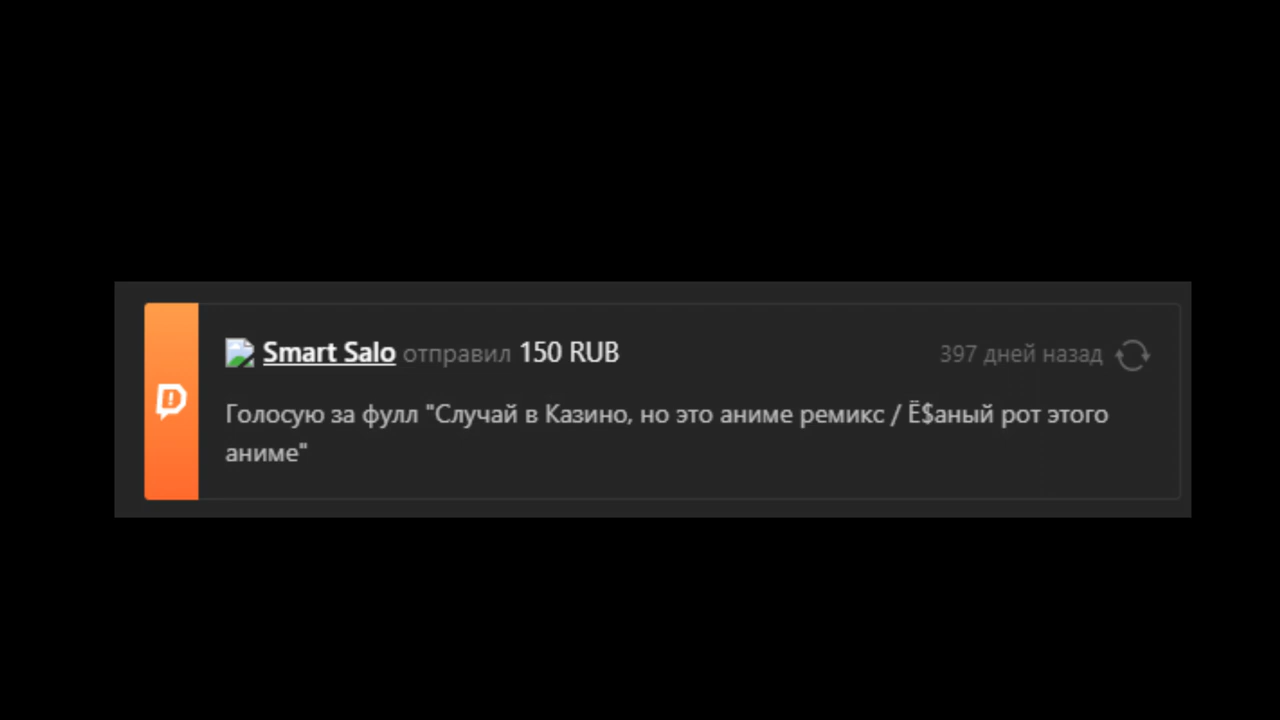 Smart Salo отправил 150 RUB 397 дней назад
Голосую за фулл "Случай в Казино, но это аниме ремикс / Ё$аный рот этого
аниме"